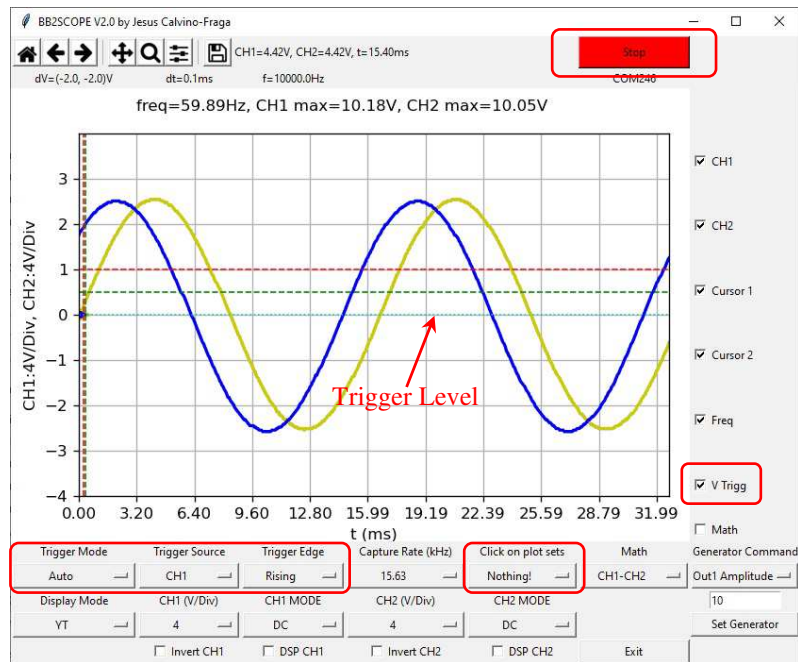 BB2SCOPE V2.0 by Jesus Calvino-Fraga
CH1=4.42V, CH2=4.42V, t=15.40ms
Stop
dV=(-2.0, -2.0)V dt=0.1ms f=10000.0Hz COM240
freq=59.89Hz, CH1 max=10.18V, CH2 max=10.05V
CH1:4V/Div, CH2:4V/Div
3
2
1
0
−1
−2
−3
−4
Trigger Level
0.00 3.20 6.40 9.60 12.80 15.99 19.19 22.39 25.59 28.79 31.99
t (ms)
CH1
CH2
Cursor 1
Cursor 2
Freq
V Trigg
Math
Trigger Mode Trigger Source Trigger Edge Capture Rate (kHz) Click on plot sets Math Generator Command
Auto CH1 Rising 15.63 Nothing! CH1-CH2 Out1 Amplitude
Display Mode CH1 (V/Div) CH1 MODE CH2 (V/Div) CH2 MODE 10
YT 4 DC 4 DC Set Generator
Invert CH1 DSP CH1 Invert CH2 DSP CH2 Exit